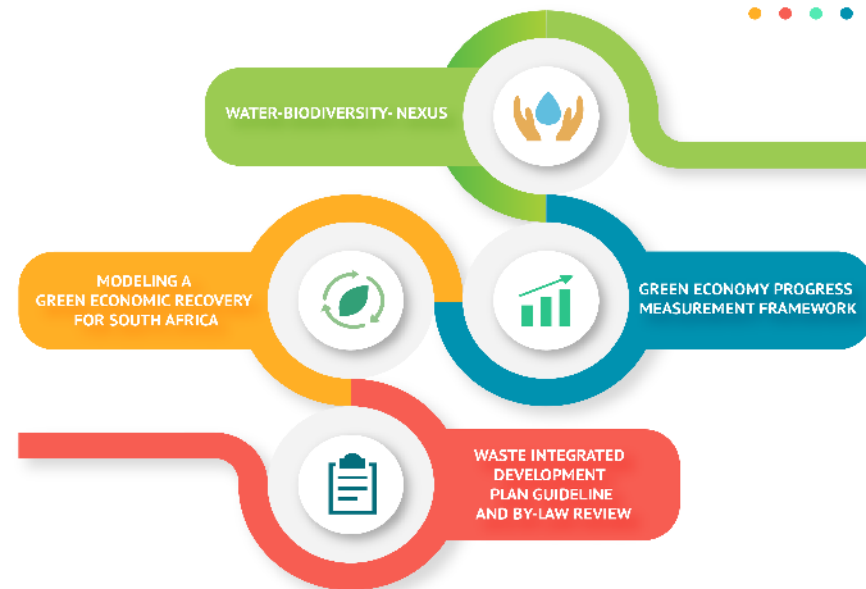 WATER-BIODIVERSITY- NEXUS
MODELING A
GREEN ECONOMIC RECOVERY
FOR SOUTH AFRICA
GREEN ECONOMY PROGRESS
MEASUREMENT FRAMEWORK
WASTE INTEGRATED
DEVELOPMENT
PLAN GUIDELINE
AND BY-LAW REVIEW